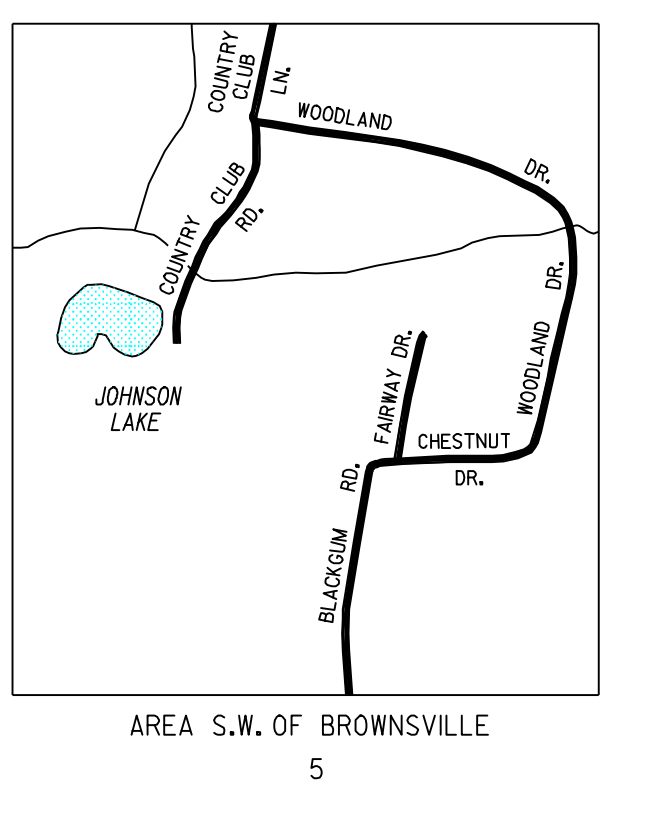 COUNTRY
CLUB
LN.
WOODLAND
DR.
COUNTRY CLUB
RD.
DR.
WOODLAND
JOHNSON
LAKE
FAIRWAY DR.
CHESTNUT
DR.
RD.
BLACKGUM
AREA S.W. OF BROWNSVILLE
5